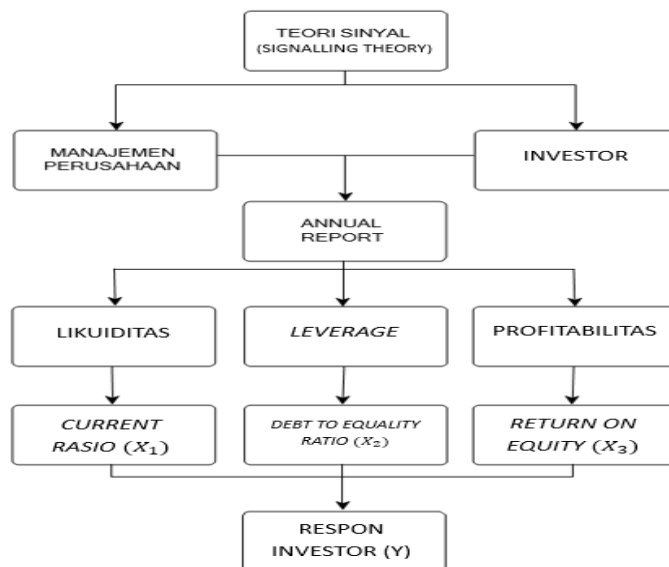 TEORI SINYAL
(SIGNALLING THEORY)
MANAJEMEN
PERUSAHAAN
INVESTOR
ANNUAL
REPORT
LIKUIDITAS
LEVERAGE
PROFITABILITAS
CURRENT
RASIO (X₁)
DEBT TO EQUALITY
RATIO (X₂)
RETURN ON
EQUITY (X₃)
RESPON
INVESTOR (Y)